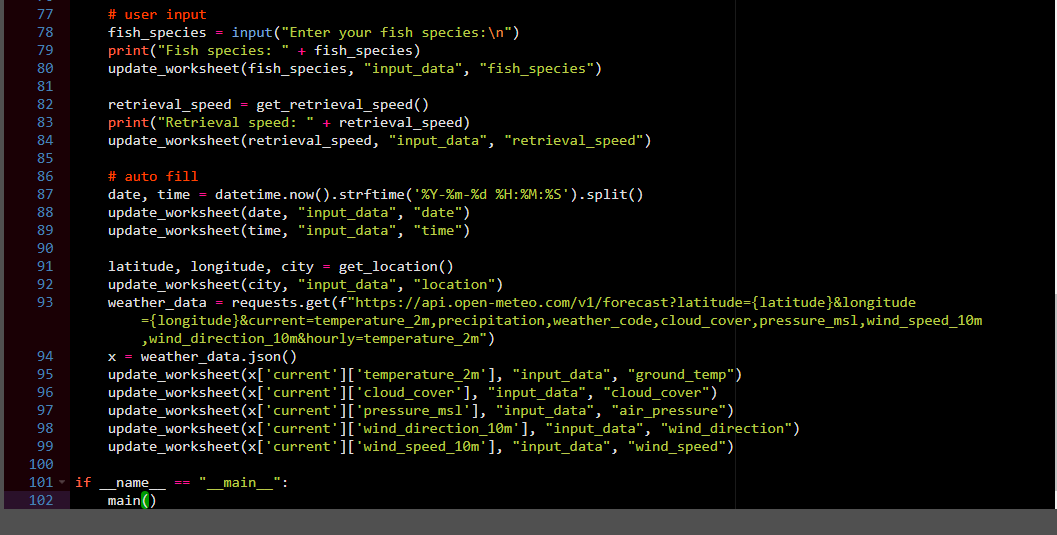 77 # user input
78 fish_species = input("Enter your fish species:\n")
79 print("Fish species: " + fish_species)
80 update_worksheet(fish_species, "input_data", "fish_species")
81
82 retrieval_speed = get_retrieval_speed()
83 print("Retrieval speed: " + retrieval_speed)
84 update_worksheet(retrieval_speed, "input_data", "retrieval_speed")
85
86 # auto fill
87 date, time = datetime.now().strftime('%Y-%m-%d %H:%M:%S').split()
88 update_worksheet(date, "input_data", "date")
89 update_worksheet(time, "input_data", "time")
90
91 latitude, longitude, city = get_location()
92 update_worksheet(city, "input_data", "location")
93 weather_data = requests.get(f"https://api.open-meteo.com/v1/forecast?latitude={latitude}&longitude
={longitude}&current=temperature_2m,precipitation,weather_code,cloud_cover,pressure_msl,wind_speed_10m
,wind_direction_10m&hourly=temperature_2m")
94 x = weather_data.json()
95 update_worksheet(x['current']['temperature_2m'], "input_data", "ground_temp")
96 update_worksheet(x['current']['cloud_cover'], "input_data", "cloud_cover")
97 update_worksheet(x['current']['pressure_msl'], "input_data", "air_pressure")
98 update_worksheet(x['current']['wind_direction_10m'], "input_data", "wind_direction")
99 update_worksheet(x['current']['wind_speed_10m'], "input_data", "wind_speed")
100
101 if __name__ == "__main__":
102 main()